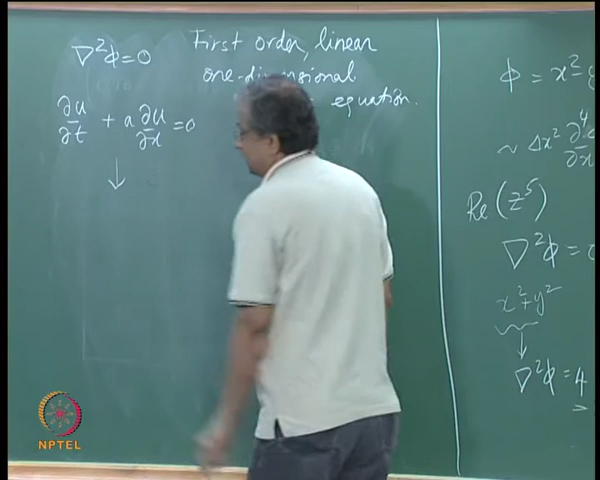 ∇²ϕ=0
First order, linear
one-dimensional
equation.
∂u/∂t + a ∂u/∂x = 0
ϕ = x² –
~ Δx² ∂⁴
∂x
Re (z⁵)
∇²ϕ =
x²+y²
∇²ϕ = 4
NPTEL